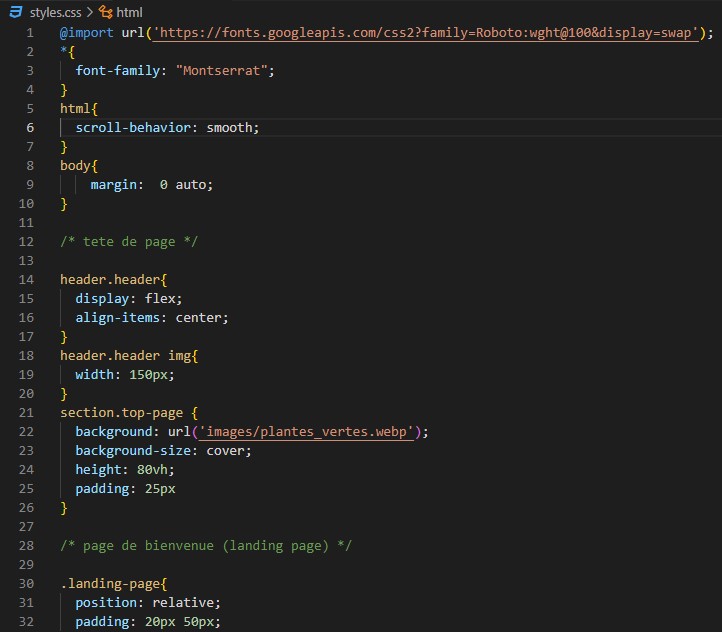 styles.css > html
1 @import url('https://fonts.googleapis.com/css2?family=Roboto:wght@100&display=swap');
2 *{
3   font-family: "Montserrat";
4 }
5 html{
6   scroll-behavior: smooth;
7 }
8 body{
9     margin:  0 auto;
10 }
11
12 /* tete de page */
13
14 header.header{
15   display: flex;
16   align-items: center;
17 }
18 header.header img{
19   width: 150px;
20 }
21 section.top-page {
22   background: url('images/plantes_vertes.webp');
23   background-size: cover;
24   height: 80vh;
25   padding: 25px
26 }
27
28 /* page de bienvenue (landing page) */
29
30 .landing-page{
31   position: relative;
32   padding: 20px 50px;